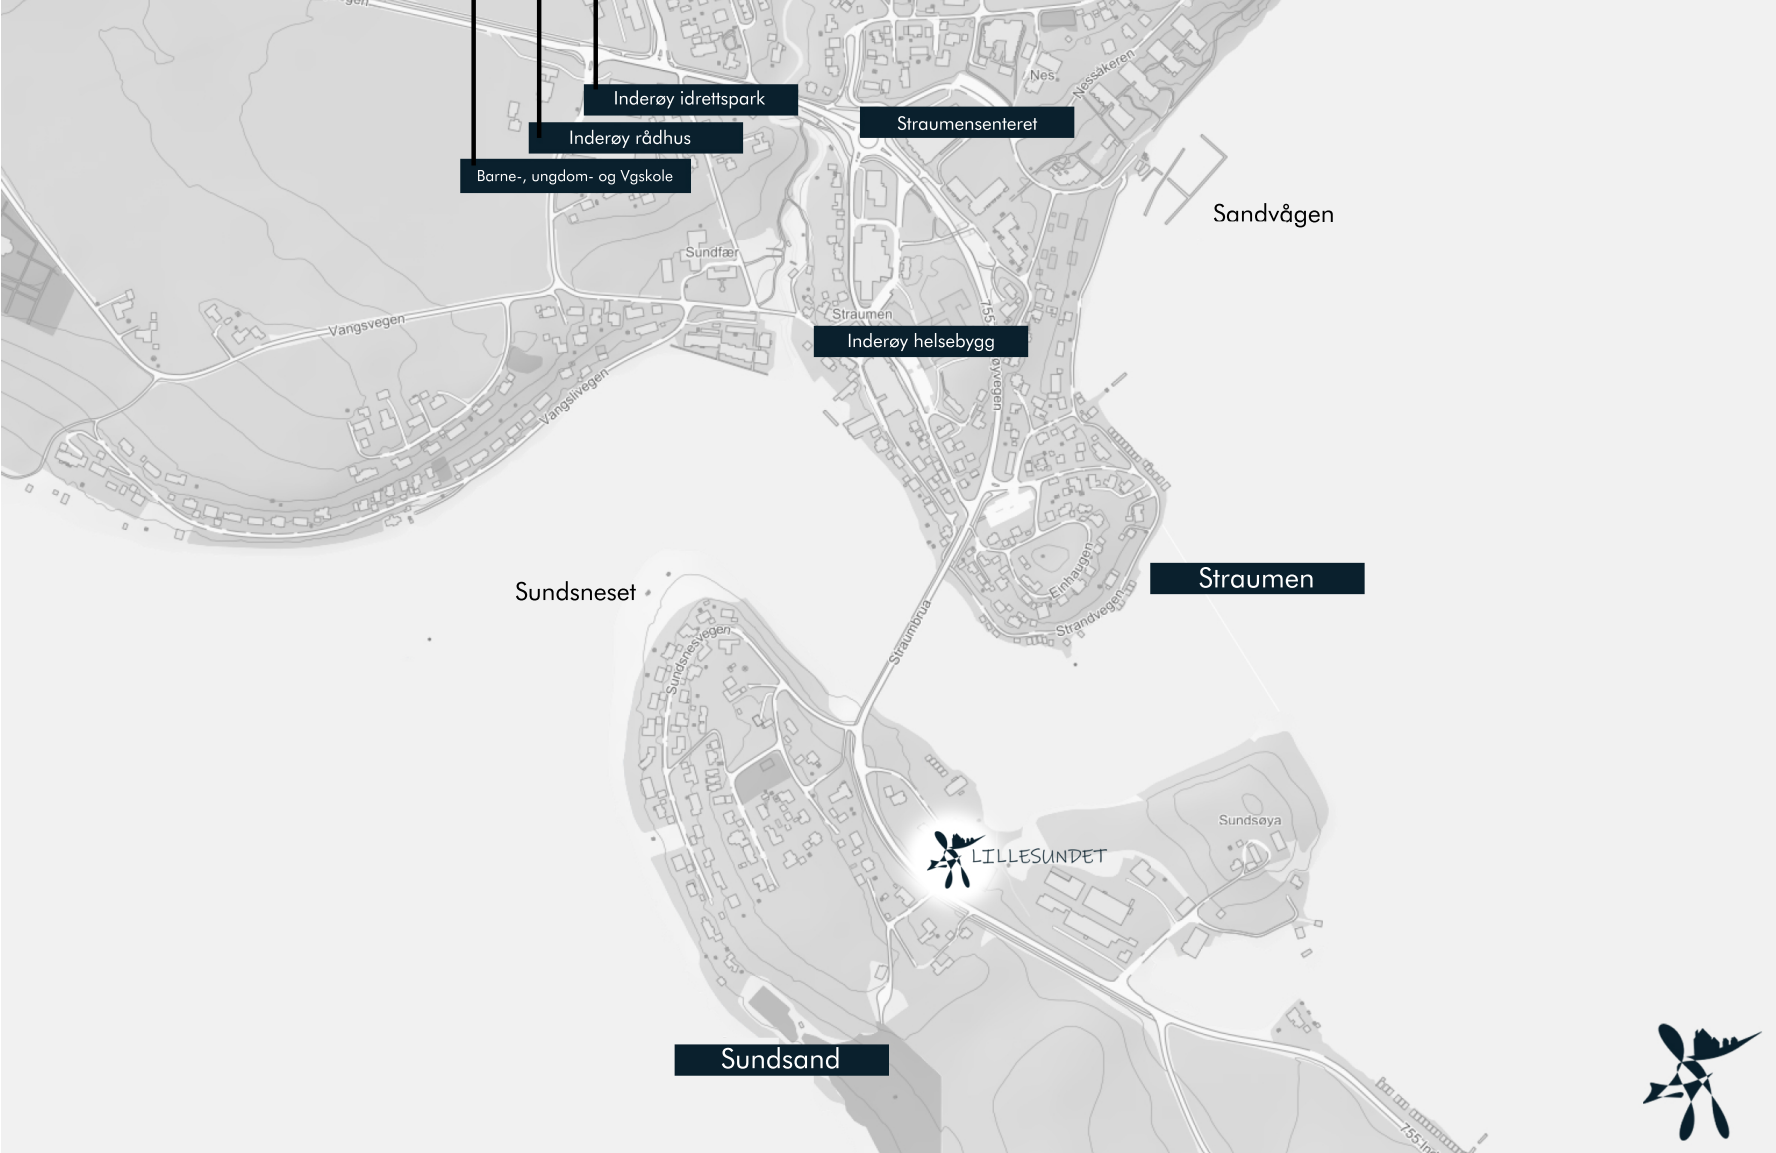 Inderøy idrettspark
Inderøy rådhus
Barne-, ungdom- og Vgskole
Nes
Nessåkeren
Straumensenteret
Sandvågen
Sundfær
Straumen
Vangsvegen
Vangslivegen
Inderøy helsebygg
755
Sundsneset
Sundsnesvegen
Straumbrua
Einhaugen
Strandvegen
Straumen
Sundsøya
LILLESUNDET
Sundsand
755